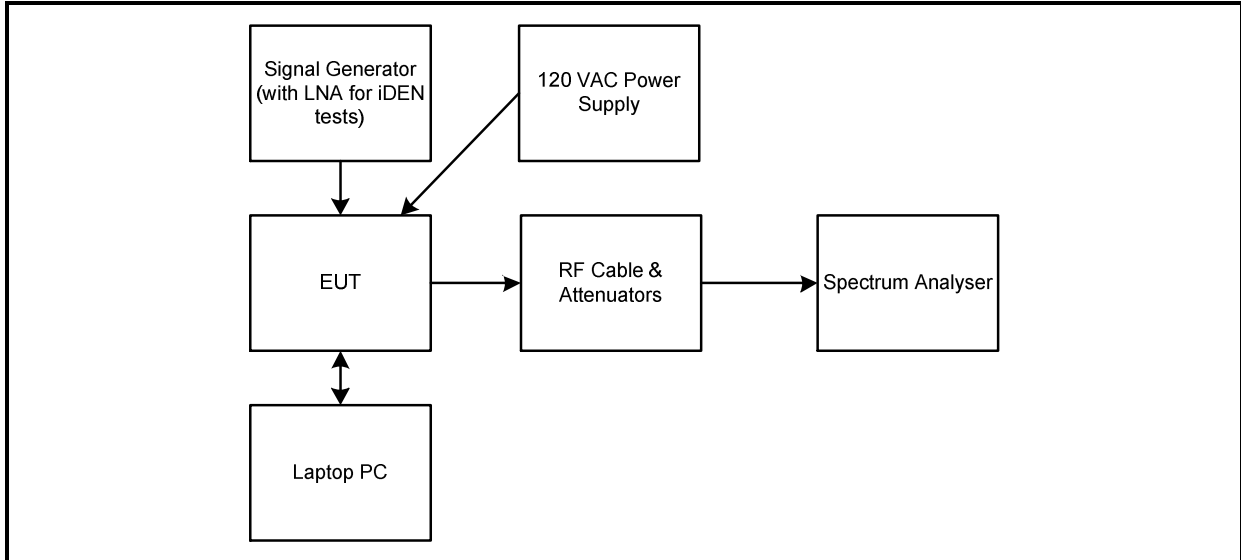 Signal Generator
(with LNA for iDEN
tests)
120 VAC Power
Supply
EUT
RF Cable &
Attenuators
Spectrum Analyser
Laptop PC